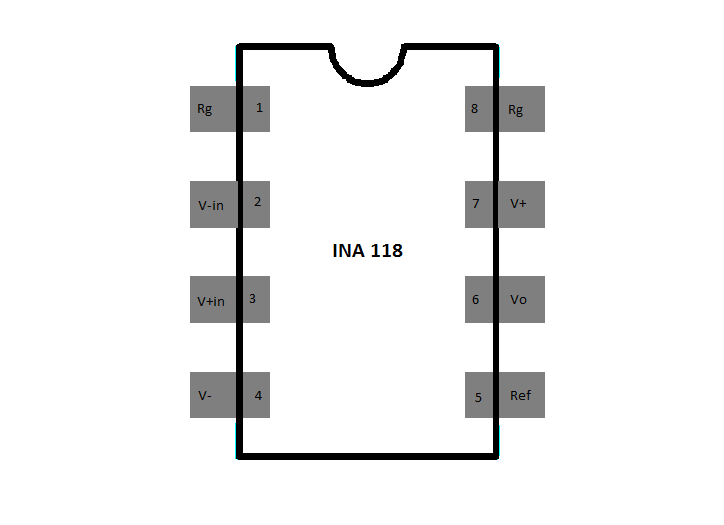 Rg 1 8 Rg
V-in 2 7 V+
INA 118
V+in 3 6 Vo
V- 4 5 Ref